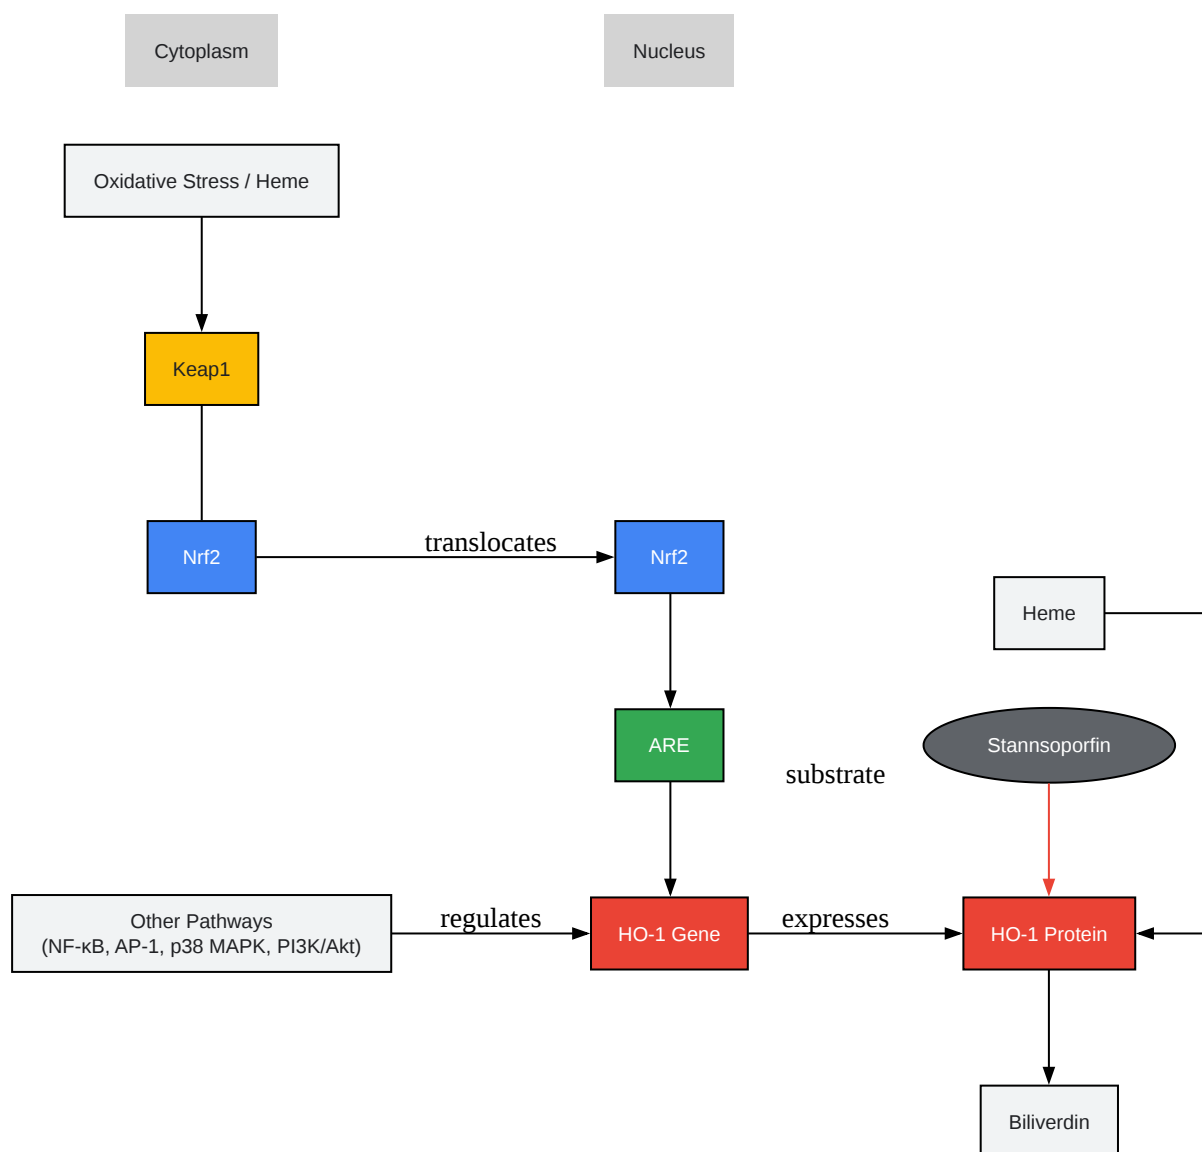 Cytoplasm
Nucleus
Oxidative Stress / Heme
Keap1
Nrf2
translocates
Nrf2
Heme
ARE
Stannsoporfin
substrate
Other Pathways
(NF-κB, AP-1, p38 MAPK, PI3K/Akt)
regulates
HO-1 Gene
expresses
HO-1 Protein
Biliverdin